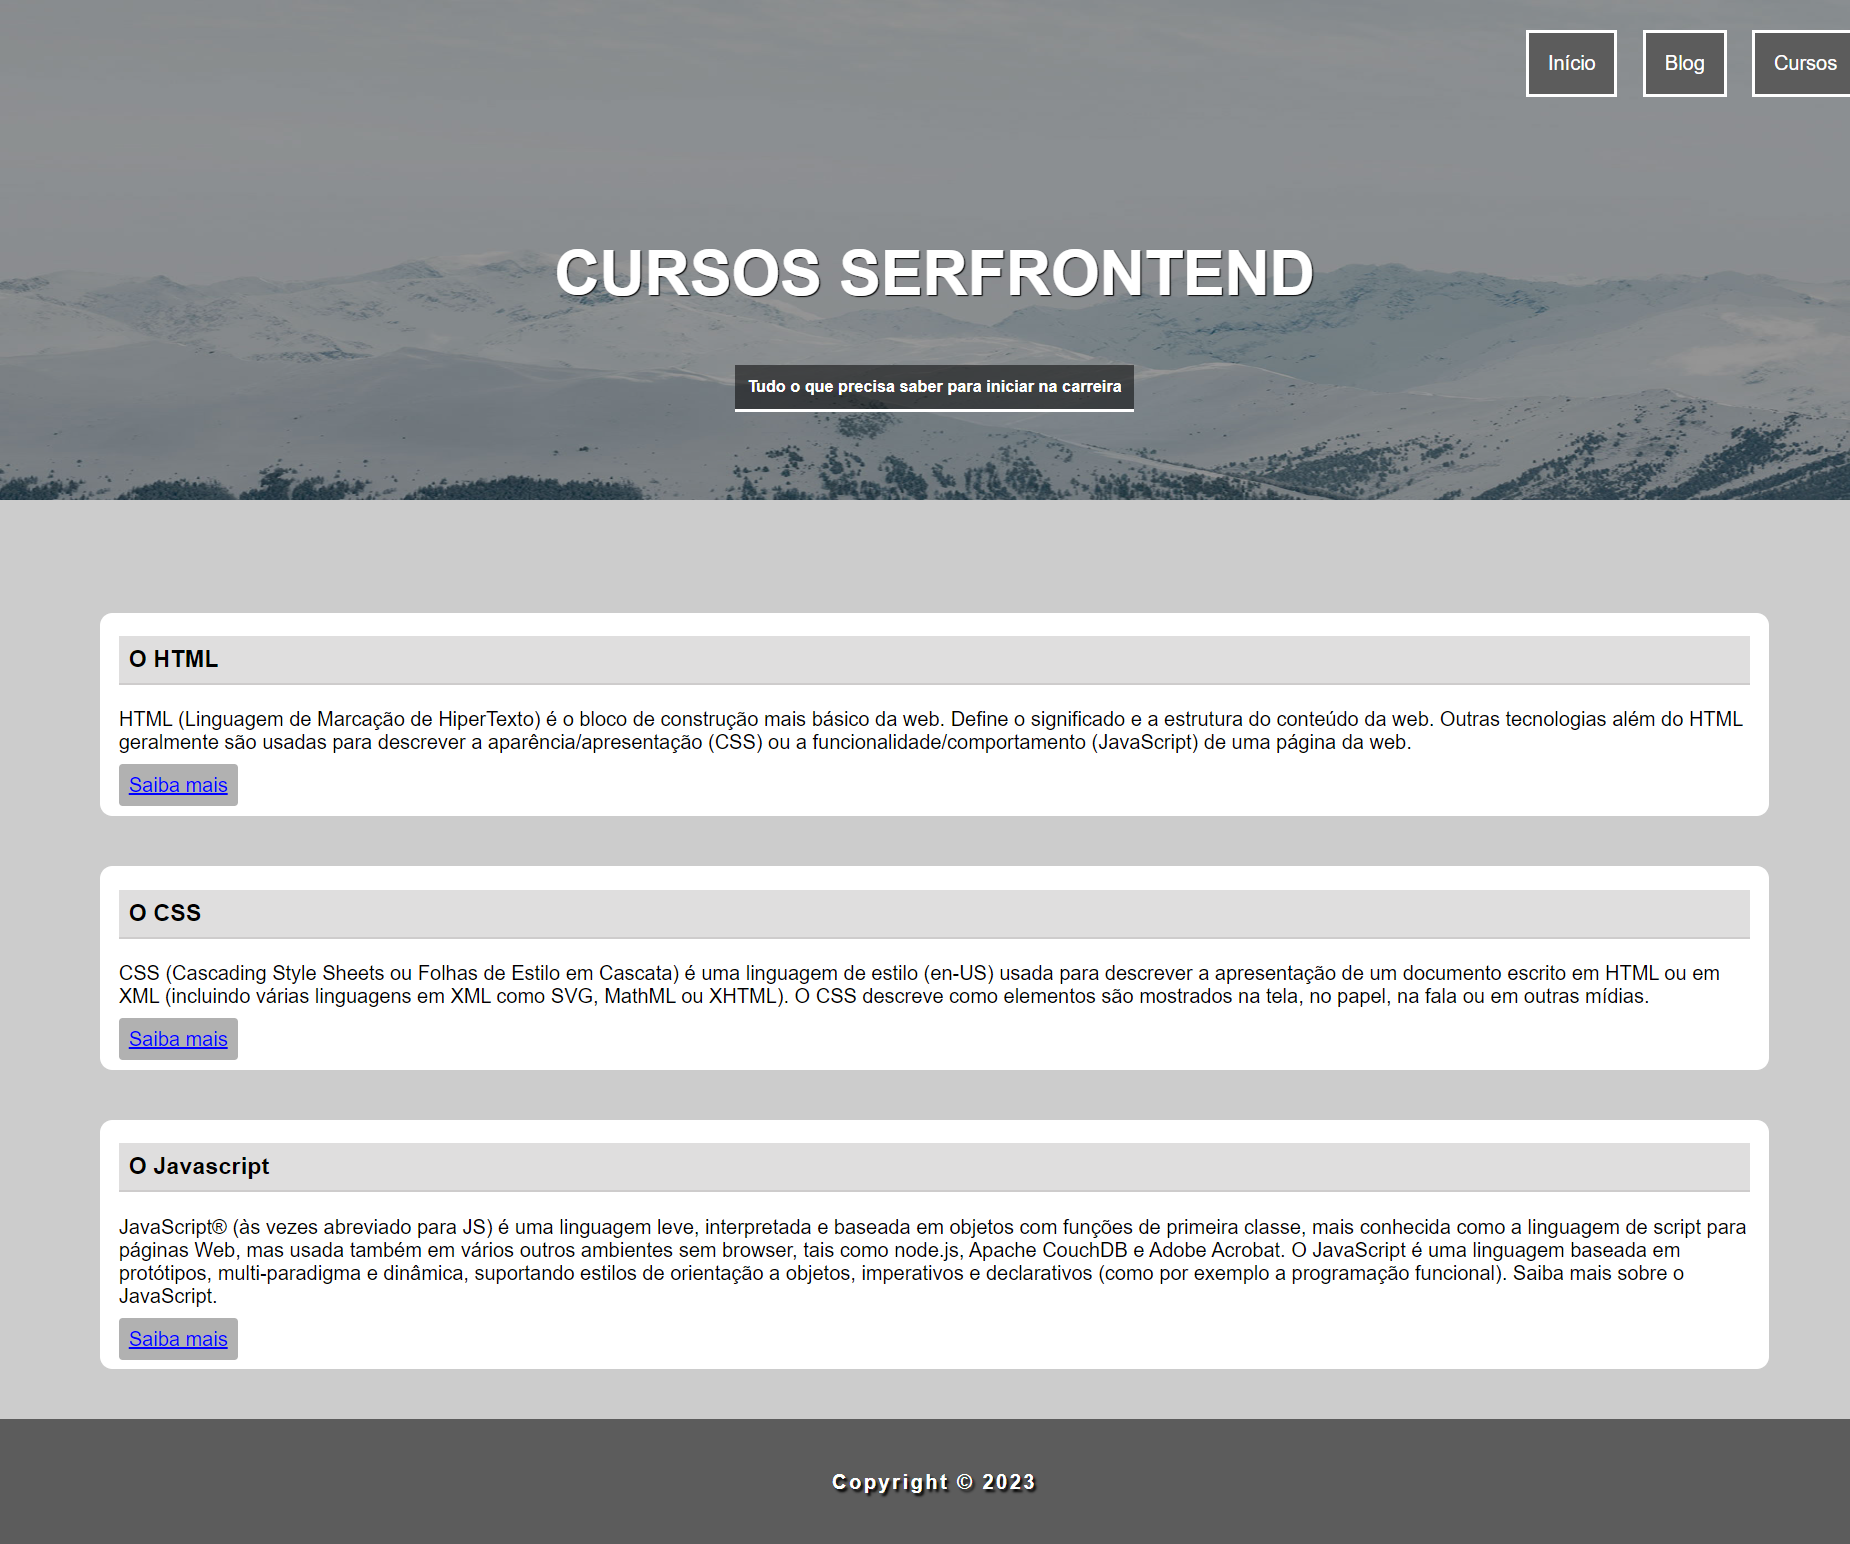 Início Blog Cursos
CURSOS SERFRONTEND
Tudo o que precisa saber para iniciar na carreira
O HTML
HTML (Linguagem de Marcação de HiperTexto) é o bloco de construção mais básico da web. Define o significado e a estrutura do conteúdo da web. Outras tecnologias além do HTML
geralmente são usadas para descrever a aparência/apresentação (CSS) ou a funcionalidade/comportamento (JavaScript) de uma página da web.
Saiba mais
O CSS
CSS (Cascading Style Sheets ou Folhas de Estilo em Cascata) é uma linguagem de estilo (en-US) usada para descrever a apresentação de um documento escrito em HTML ou em
XML (incluindo várias linguagens em XML como SVG, MathML ou XHTML). O CSS descreve como elementos são mostrados na tela, no papel, na fala ou em outras mídias.
Saiba mais
O Javascript
JavaScript® (às vezes abreviado para JS) é uma linguagem leve, interpretada e baseada em objetos com funções de primeira classe, mais conhecida como a linguagem de script para
páginas Web, mas usada também em vários outros ambientes sem browser, tais como node.js, Apache CouchDB e Adobe Acrobat. O JavaScript é uma linguagem baseada em
protótipos, multi-paradigma e dinâmica, suportando estilos de orientação a objetos, imperativos e declarativos (como por exemplo a programação funcional). Saiba mais sobre o
JavaScript.
Saiba mais
Copyright © 2023